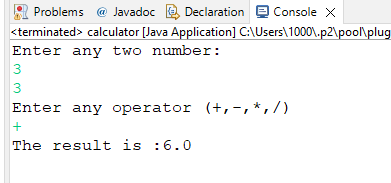 Problems @ Javadoc Declaration Console
<terminated> calculator [Java Application] C:\Users\1000\.p2\pool\plug
Enter any two number:
3
3
Enter any operator (+,-,*,/)
+
The result is :6.0